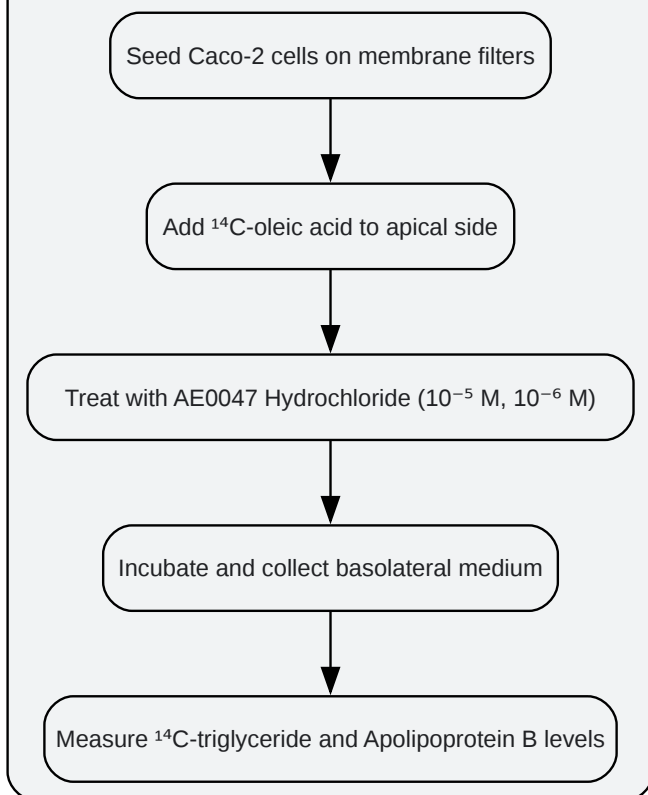 Seed Caco-2 cells on membrane filters
Add ¹⁴C-oleic acid to apical side
Treat with AE0047 Hydrochloride (10⁻⁵ M, 10⁻⁶ M)
Incubate and collect basolateral medium
Measure ¹⁴C-triglyceride and Apolipoprotein B levels